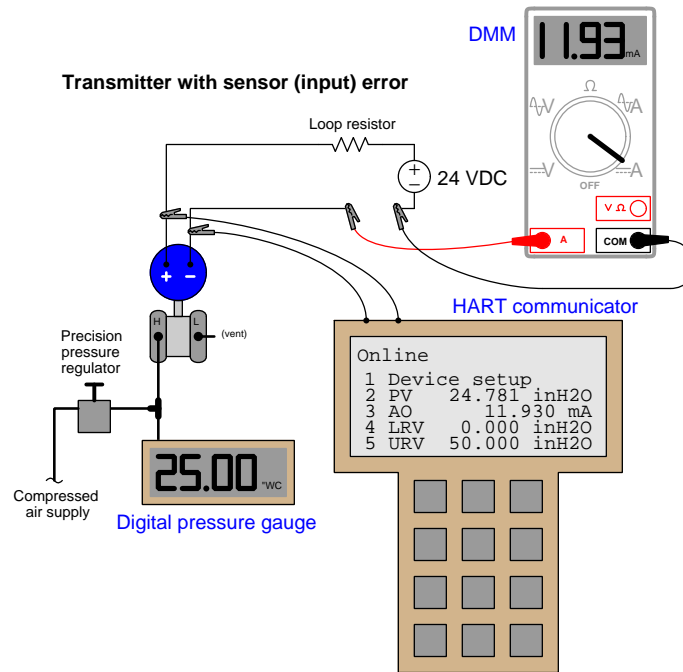 DMM
11.93 mA
Transmitter with sensor (input) error
Ω
V
A
V
A
OFF
Loop resistor
+
−
24 VDC
V Ω
A
COM
+ −
HART communicator
H
L
(vent)
Precision
pressure
regulator
Online
1 Device setup
2 PV 24.781 inH2O
3 AO 11.930 mA
4 LRV 0.000 inH2O
5 URV 50.000 inH2O
25.00 "WC
Compressed
air supply
Digital pressure gauge